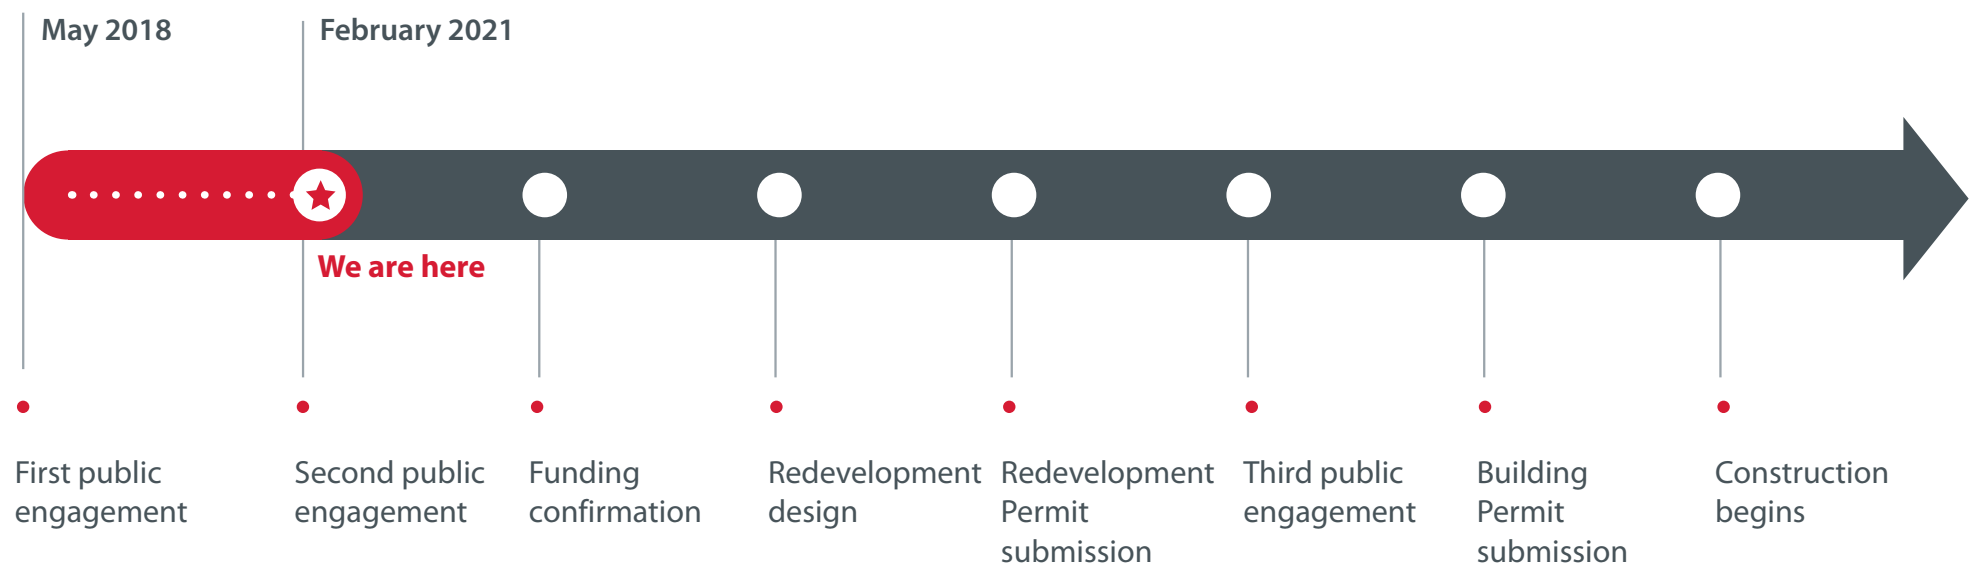 May 2018
February 2021
We are here
First public
engagement
Second public
engagement
Funding
confirmation
Redevelopment
design
Redevelopment
Permit
submission
Third public
engagement
Building
Permit
submission
Construction
begins